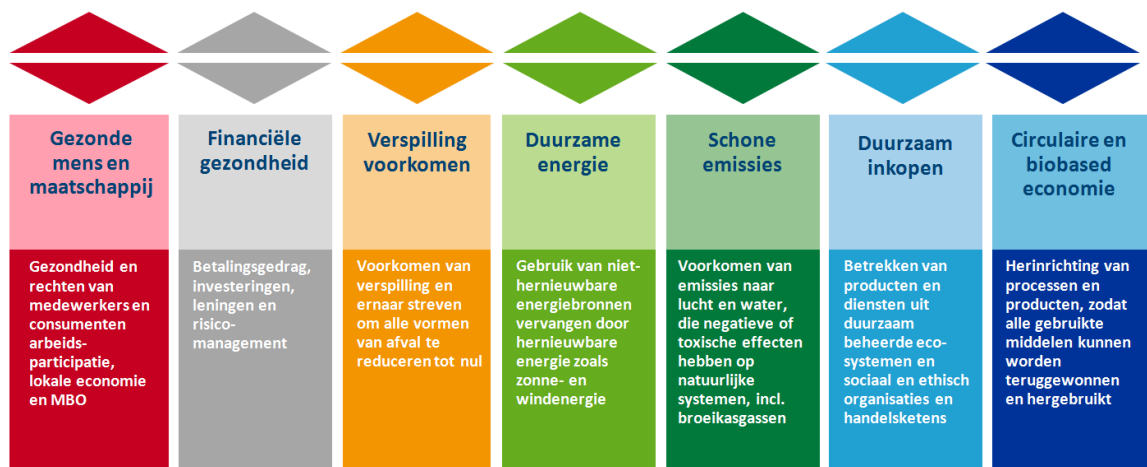 Gezonde
mens en
maatschappij
Gezondheid en
rechten van
medewerkers en
consumenten
arbeids-
participatie,
lokale economie
en MBO
Financiële
gezondheid
Betalingsgedrag,
investeringen,
leningen en
risico-
management
Verspilling
voorkomen
Voorkomen van
verspilling en
ernaar streven
om alle vormen
van afval te
reduceren tot nul
Duurzame
energie
Gebruik van niet-
hernieuwbare
energiebronnen
vervangen door
hernieuwbare
energie zoals
zonne- en
windenergie
Schone
emissies
Voorkomen van
emissies naar
lucht en water,
die negatieve of
toxische effecten
hebben op
natuurlijke
systemen, incl.
broeikasgassen
Duurzaam
inkopen
Betrekken van
producten en
diensten uit
duurzaam
beheerde eco-
systemen en
sociaal en ethisch
organisaties en
handelsketens
Circulaire en
biobased
economie
Herinrichting van
processen en
producten, zodat
alle gebruikte
middelen kunnen
worden
teruggewonnen
en hergebruikt